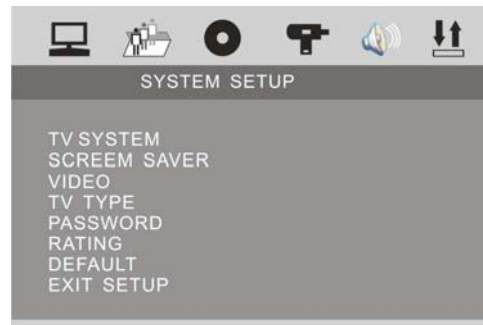 SYSTEM SETUP
TV SYSTEM
SCREEM SAVER
VIDEO
TV TYPE
PASSWORD
RATING
DEFAULT
EXIT SETUP